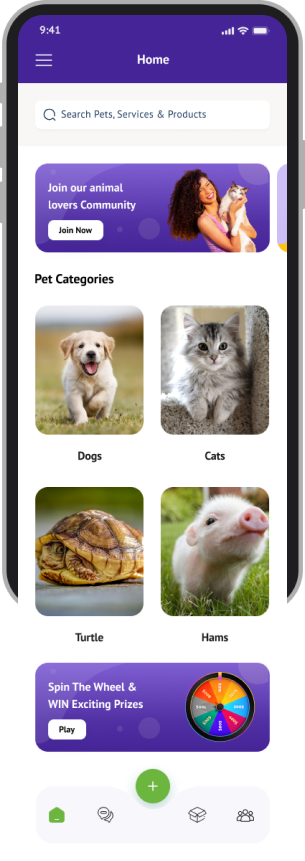 9:41
Home
Search Pets, Services & Products
Join our animal
lovers Community
Join Now
Pet Categories
Dogs
Cats
Turtle
Hams
Spin The Wheel &
WIN Exciting Prizes
Play